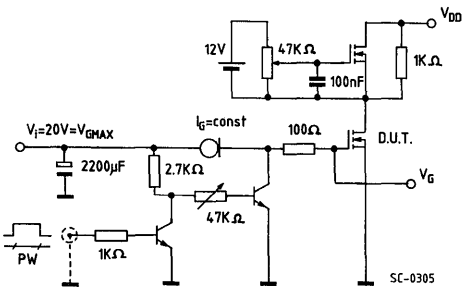 V_DD
12V
47KΩ
100nF
1KΩ
V_i=20V=V_GMAX
I_G=const
100Ω
D.U.T.
2200µF
2.7KΩ
47KΩ
V_G
PW
1KΩ
SC-0305